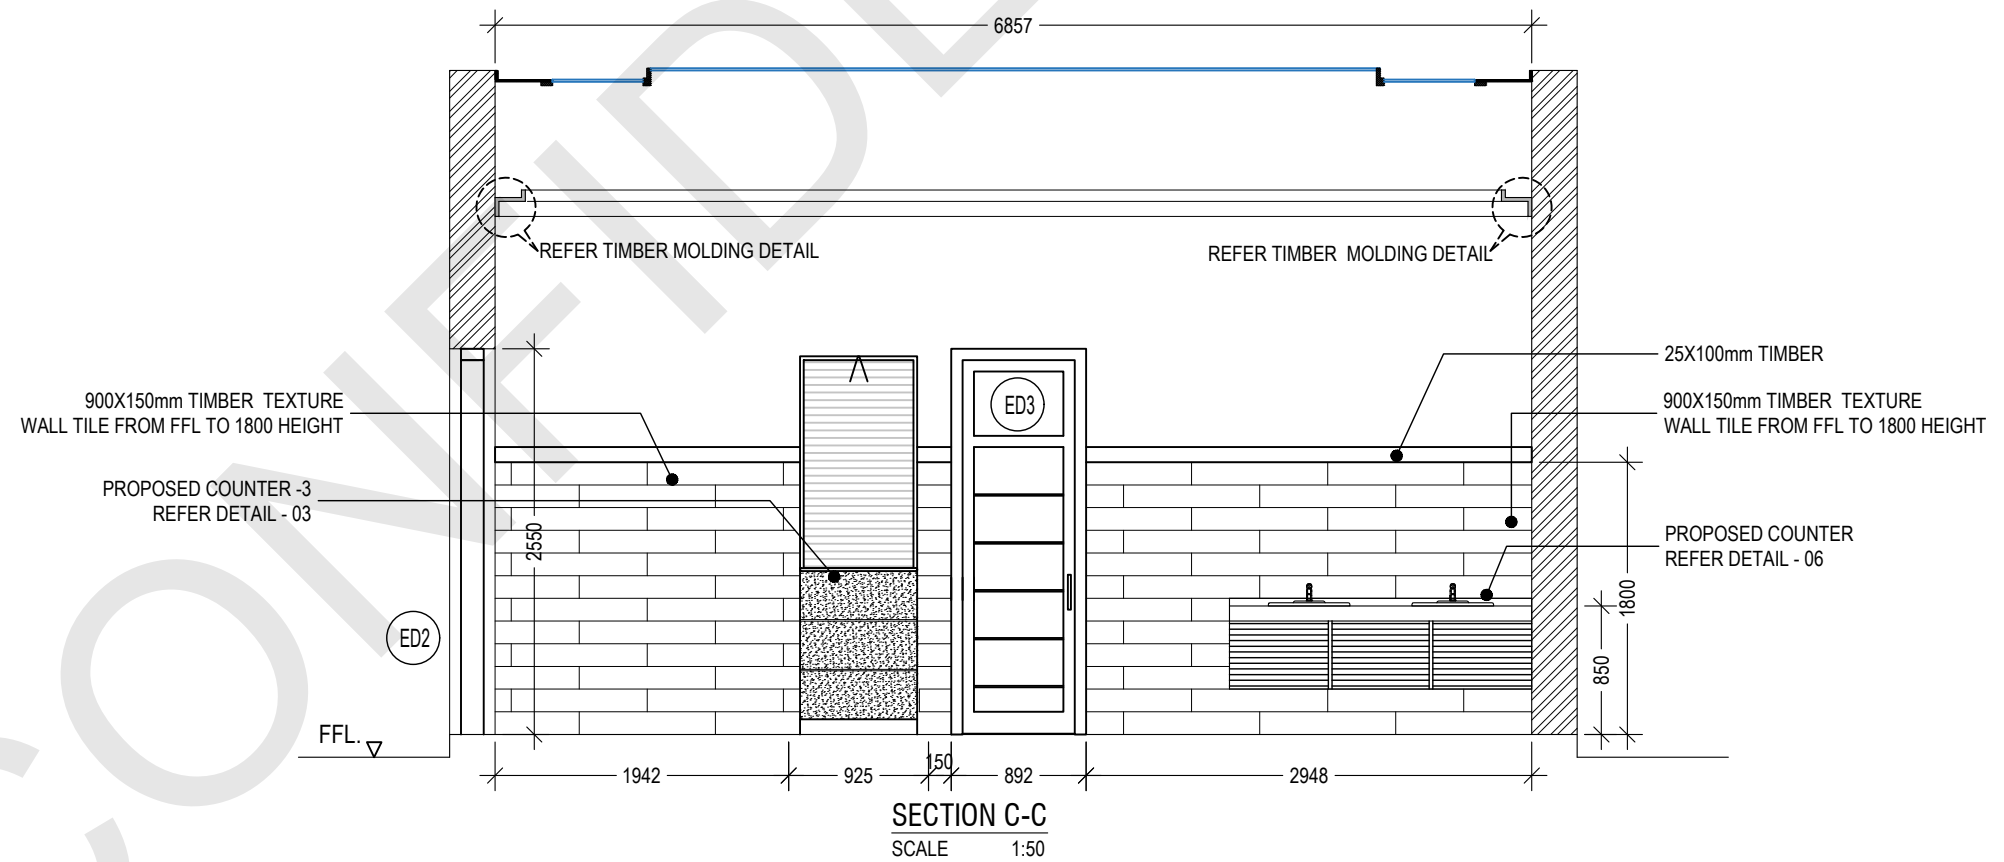 CONFIDE
6857
REFER TIMBER MOLDING DETAIL
REFER TIMBER MOLDING DETAIL
25X100mm TIMBER
900X150mm TIMBER TEXTURE
WALL TILE FROM FFL TO 1800 HEIGHT
ED3
900X150mm TIMBER TEXTURE
WALL TILE FROM FFL TO 1800 HEIGHT
PROPOSED COUNTER -3
REFER DETAIL - 03
2550
PROPOSED COUNTER
REFER DETAIL - 06
1800
850
ED2
FFL.
1942
925
150
892
2948
SECTION C-C
SCALE 1:50